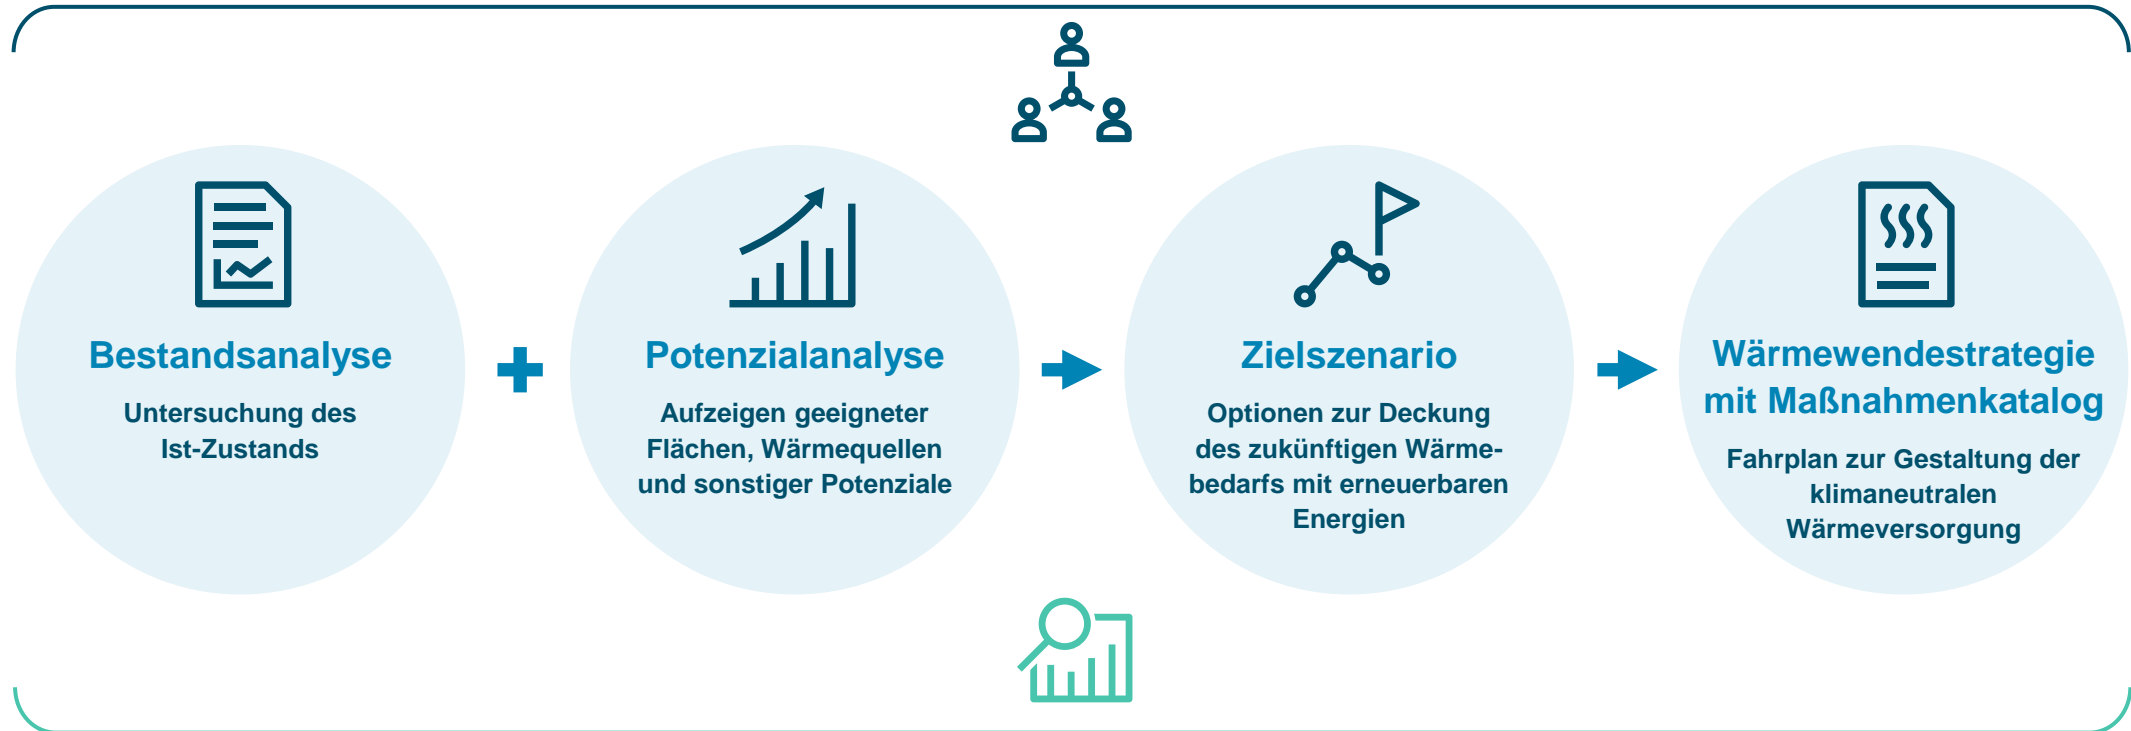 Bestandsanalyse
Untersuchung des
Ist-Zustands
Potenzialanalyse
Aufzeigen geeigneter
Flächen, Wärmequellen
und sonstiger Potenziale
Zielszenario
Optionen zur Deckung
des zukünftigen Wärme-
bedarfs mit erneuerbaren
Energien
Wärmewendestrategie
mit Maßnahmenkatalog
Fahrplan zur Gestaltung der
klimaneutralen
Wärmeversorgung